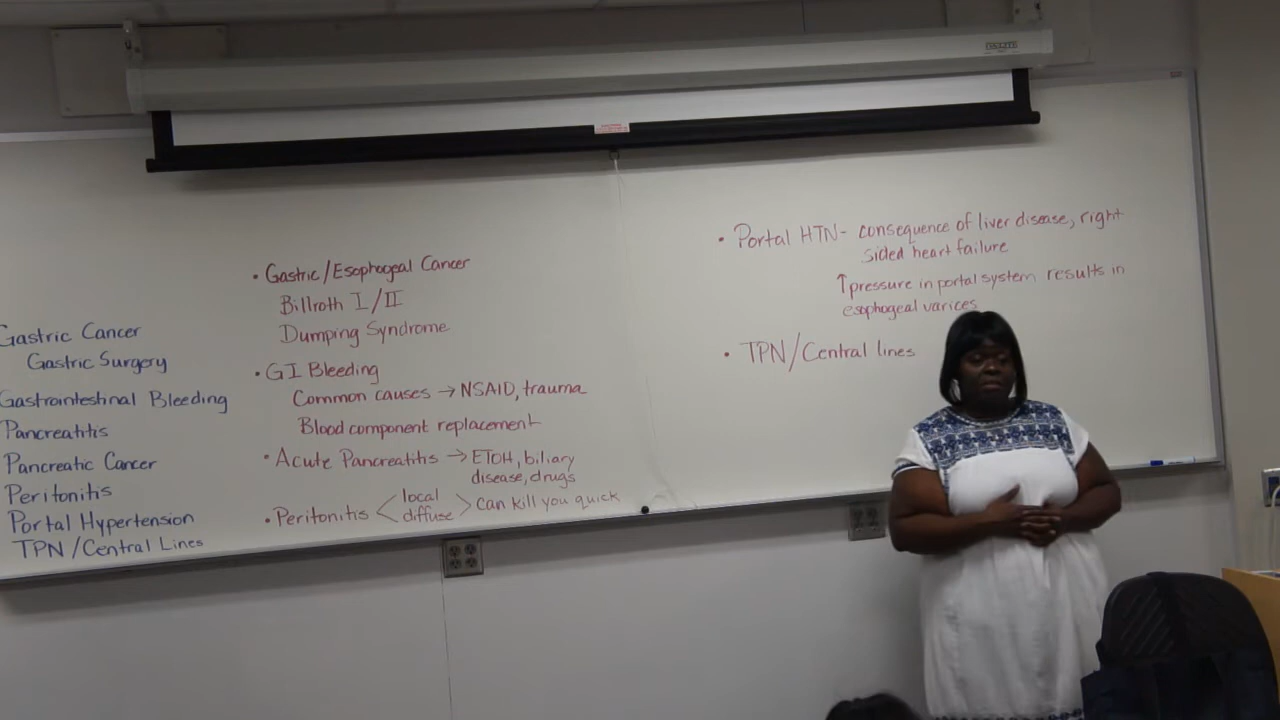 Gastric Cancer
Gastric Surgery
Gastrointestinal Bleeding
Pancreatitis
Pancreatic Cancer
Peritonitis
Portal Hypertension
TPN/Central Lines
• Gastric/Esophageal Cancer
Billroth I/II
Dumping Syndrome
• GI Bleeding
Common causes → NSAID, trauma
Blood component replacement
• Acute Pancreatitis → ETOH, biliary
disease, drugs
• Peritonitis < local
diffuse > can kill you quick
• Portal HTN- consequence of liver disease, right
sided heart failure
↑pressure in portal system results in
esophogeal varices
• TPN/Central lines